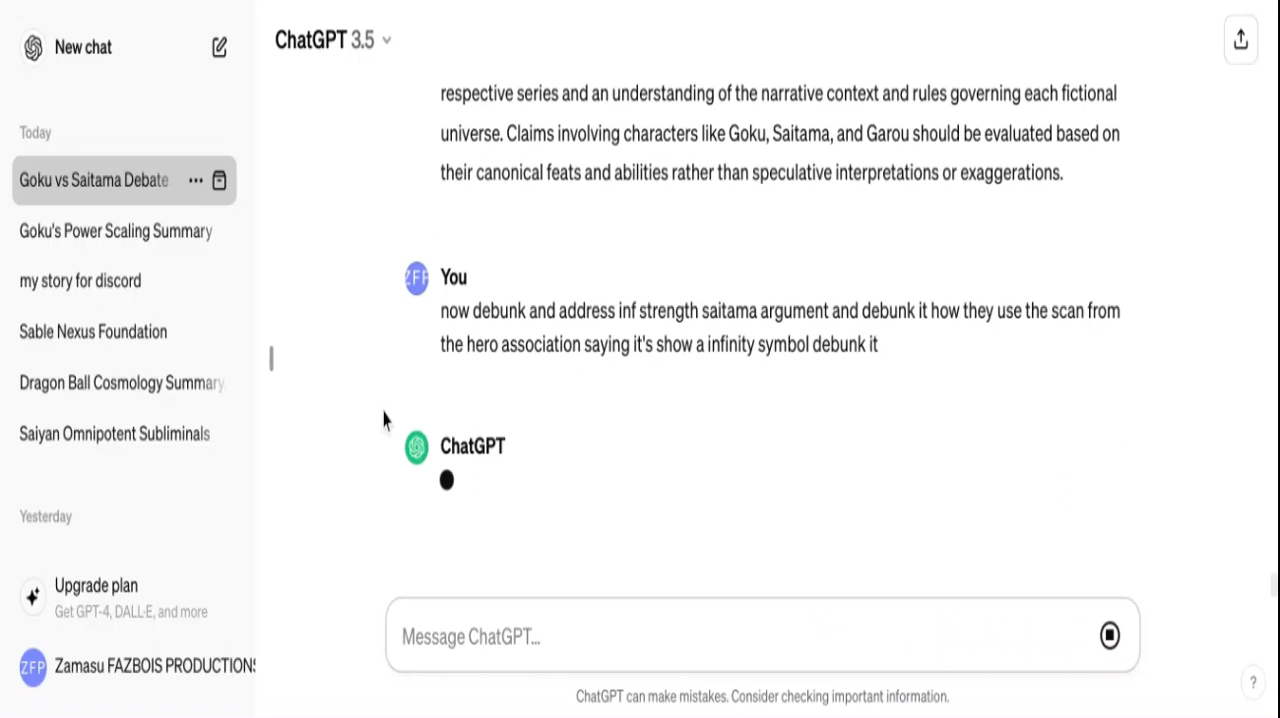 New chat
Today
Goku vs Saitama Debate
Goku's Power Scaling Summary
my story for discord
Sable Nexus Foundation
Dragon Ball Cosmology Summary
Saiyan Omnipotent Subliminals
Yesterday
Upgrade plan
Get GPT-4, DALL·E, and more
ZFP
Zamasu FAZBOIS PRODUCTIONS
ChatGPT 3.5
respective series and an understanding of the narrative context and rules governing each fictional
universe. Claims involving characters like Goku, Saitama, and Garou should be evaluated based on
their canonical feats and abilities rather than speculative interpretations or exaggerations.
ZFP
You
now debunk and address inf strength saitama argument and debunk it how they use the scan from
the hero association saying it's show a infinity symbol debunk it
ChatGPT
Message ChatGPT...
ChatGPT can make mistakes. Consider checking important information.
?